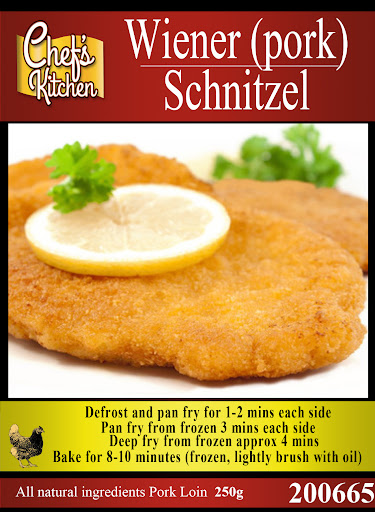 Chef's
Kitchen
Wiener (pork)
Schnitzel
Defrost and pan fry for 1-2 mins each side
Pan fry from frozen 3 mins each side
Deep fry from frozen approx 4 mins
Bake for 8-10 minutes (frozen, lightly brush with oil)
All natural ingredients Pork Loin 250g
200665